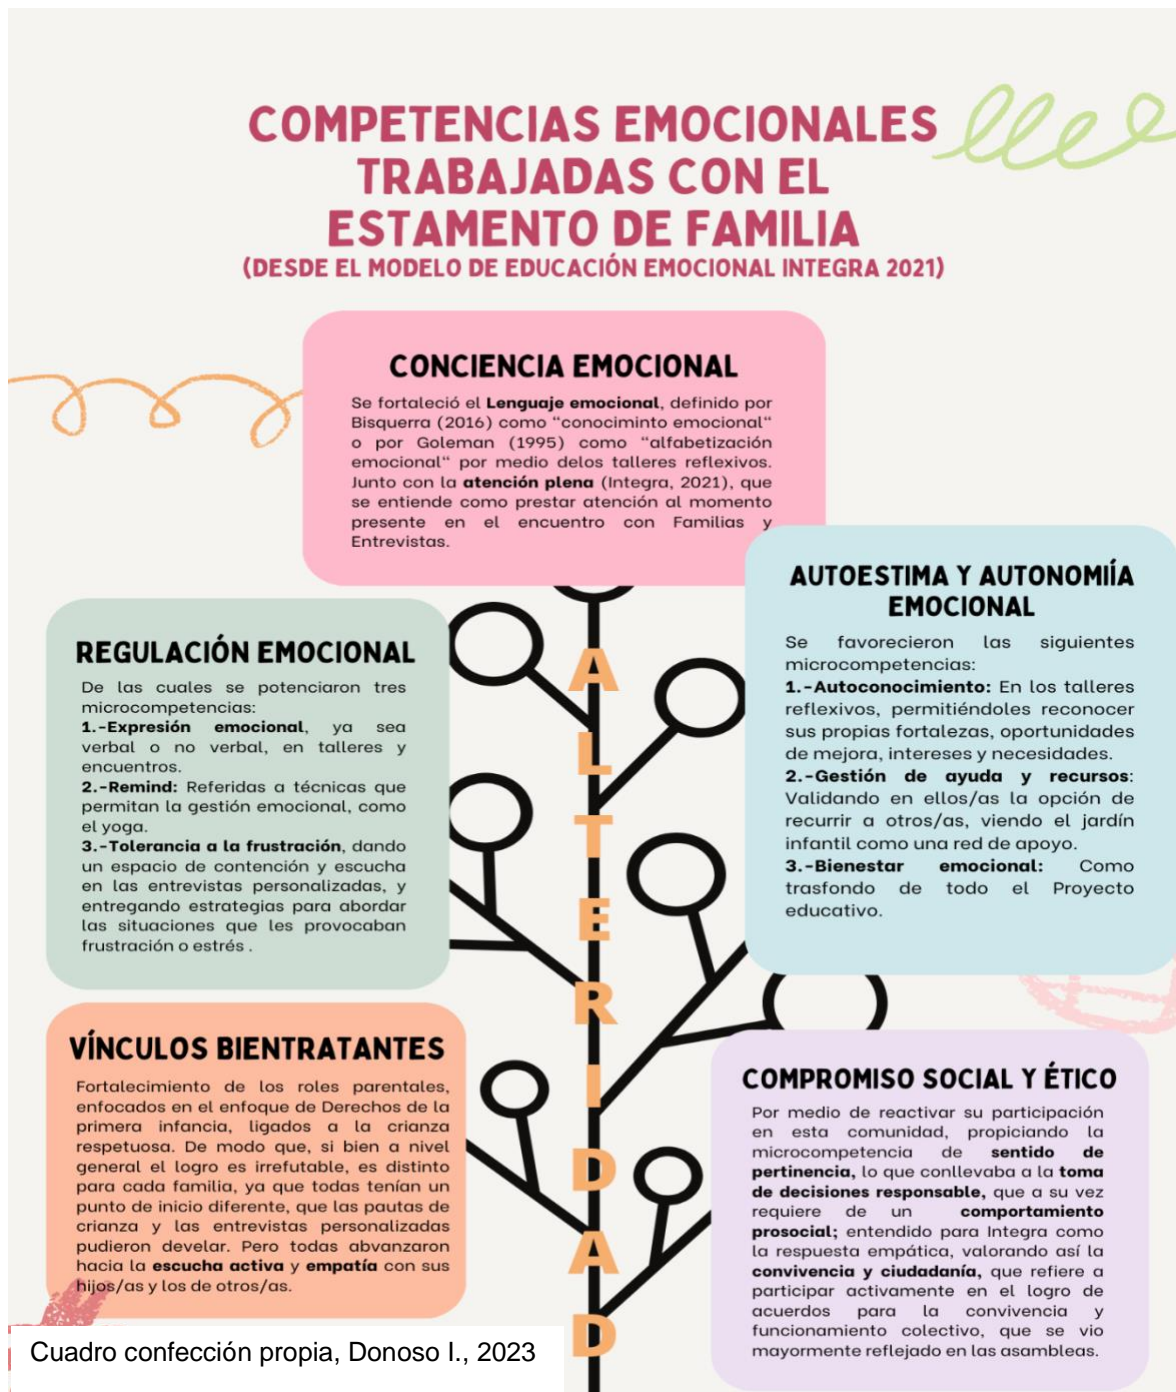 COMPETENCIAS EMOCIONALES
TRABAJADAS CON EL
ESTAMENTO DE FAMILIA
(DESDE EL MODELO DE EDUCACIÓN EMOCIONAL INTEGRA 2021)
CONCIENCIA EMOCIONAL
Se fortaleció el Lenguaje emocional, definido por
Bisquerra (2016) como “conociminto emocional“
o por Goleman (1995) como “alfabetización
emocional“ por medio delos talleres reflexivos.
Junto con la atención plena (Integra, 2021), que
se entiende como prestar atención al momento
presente en el encuentro con Familias y
Entrevistas.
AUTOESTIMA Y AUTONOMIÍA
EMOCIONAL
Se favorecieron las siguientes
microcompetencias:
1.-Autoconocimiento: En los talleres
reflexivos, permitiéndoles reconocer
sus propias fortalezas, oportunidades
de mejora, intereses y necesidades.
2.-Gestión de ayuda y recursos:
Validando en ellos/as la opción de
recurrir a otros/as, viendo el jardín
infantil como una red de apoyo.
3.-Bienestar emocional: Como
trasfondo de todo el Proyecto
educativo.
REGULACIÓN EMOCIONAL
De las cuales se potenciaron tres
microcompetencias:
1.-Expresión emocional, ya sea
verbal o no verbal, en talleres y
encuentros.
2.-Remind: Referidas a técnicas que
permitan la gestión emocional, como
el yoga.
3.-Tolerancia a la frustración, dando
un espacio de contención y escucha
en las entrevistas personalizadas, y
entregando estrategias para abordar
las situaciones que les provocaban
frustración o estrés .
ALTERIDAD
VÍNCULOS BIENTRATANTES
Fortalecimiento de los roles parentales,
enfocados en el enfoque de Derechos de la
primera infancia, ligados a la crianza
respetuosa. De modo que, si bien a nivel
general el logro es irrefutable, es distinto
para cada familia, ya que todas tenían un
punto de inicio diferente, que las pautas de
crianza y las entrevistas personalizadas
pudieron develar. Pero todas abvanzaron
hacia la escucha activa y empatía con sus
hijos/as y los de otros/as.
COMPROMISO SOCIAL Y ÉTICO
Por medio de reactivar su participación
en esta comunidad, propiciando la
microcompetencia de sentido de
pertinencia, lo que conllevaba a la toma
de decisiones responsable, que a su vez
requiere de un comportamiento
prosocial; entendido para Integra como
la respuesta empática, valorando así la
convivencia y ciudadanía, que refiere a
participar activamente en el logro de
acuerdos para la convivencia y
funcionamiento colectivo, que se vio
mayormente reflejado en las asambleas.
Cuadro confección propia, Donoso I., 2023